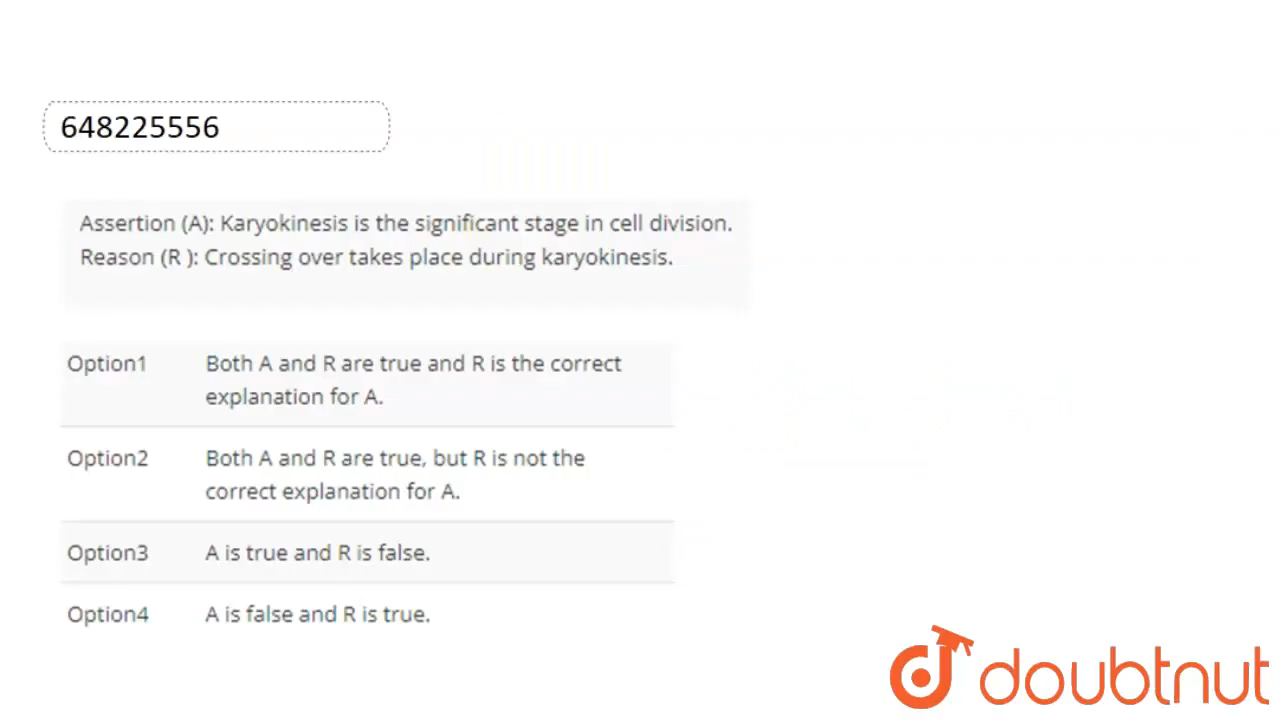 648225556
Assertion (A): Karyokinesis is the significant stage in cell division.
Reason (R ): Crossing over takes place during karyokinesis.
Option1 Both A and R are true and R is the correct
explanation for A.
Option2 Both A and R are true, but R is not the
correct explanation for A.
Option3 A is true and R is false.
Option4 A is false and R is true.
doubtnut